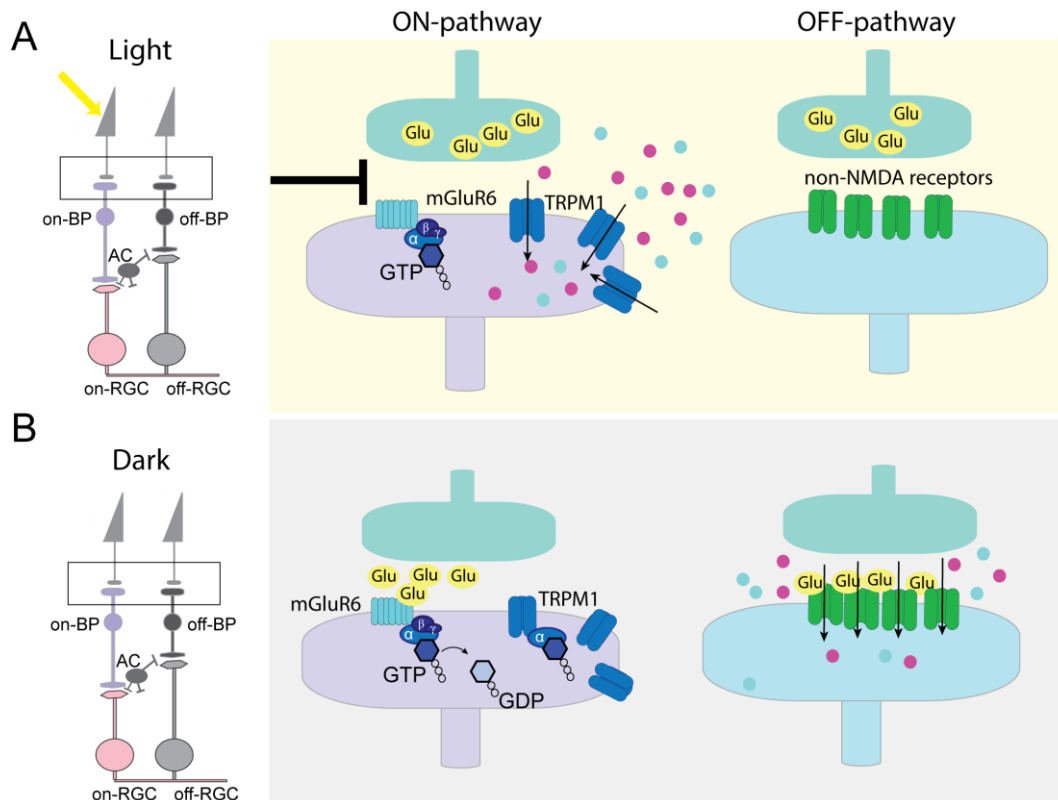 A
Light
ON-pathway
OFF-pathway
Glu
Glu
Glu
Glu
Glu
Glu
Glu
Glu
mGluR6
TRPM1
non-NMDA receptors
β
γ
α
GTP
on-BP
off-BP
AC
on-RGC
off-RGC
B
Dark
Glu
Glu
Glu
Glu
Glu
Glu
Glu
Glu
mGluR6
TRPM1
β
γ
α
α
GTP
GDP
on-BP
off-BP
AC
on-RGC
off-RGC